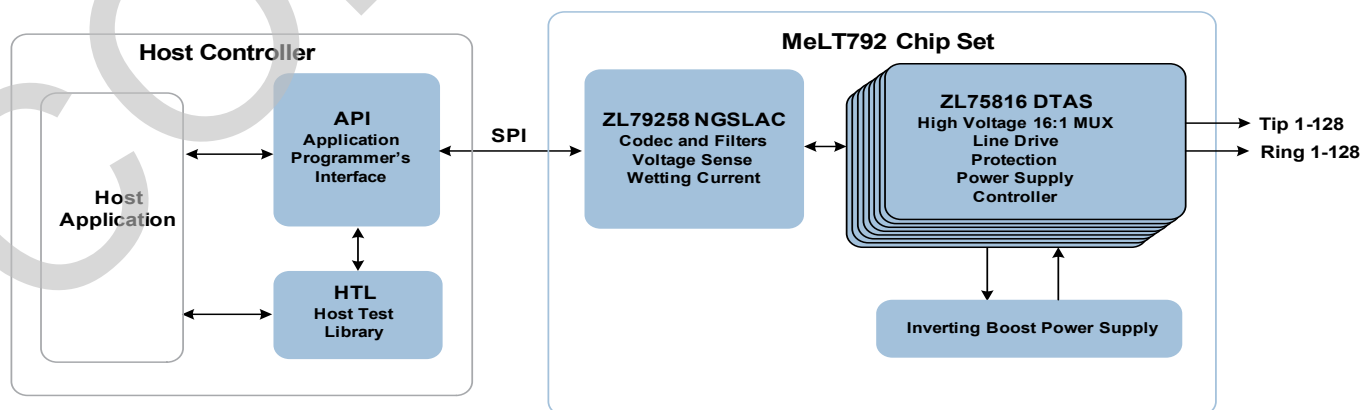 Host Controller
MeLT792 Chip Set
API
Application
Programmer's
Interface
SPI
ZL79258 NGSLAC
Codec and Filters
Voltage Sense
Wetting Current
ZL75816 DTAS
High Voltage 16:1 MUX
Line Drive
Protection
Power Supply
Controller
Tip 1-128
Ring 1-128
Host
Application
HTL
Host Test
Library
Inverting Boost Power Supply